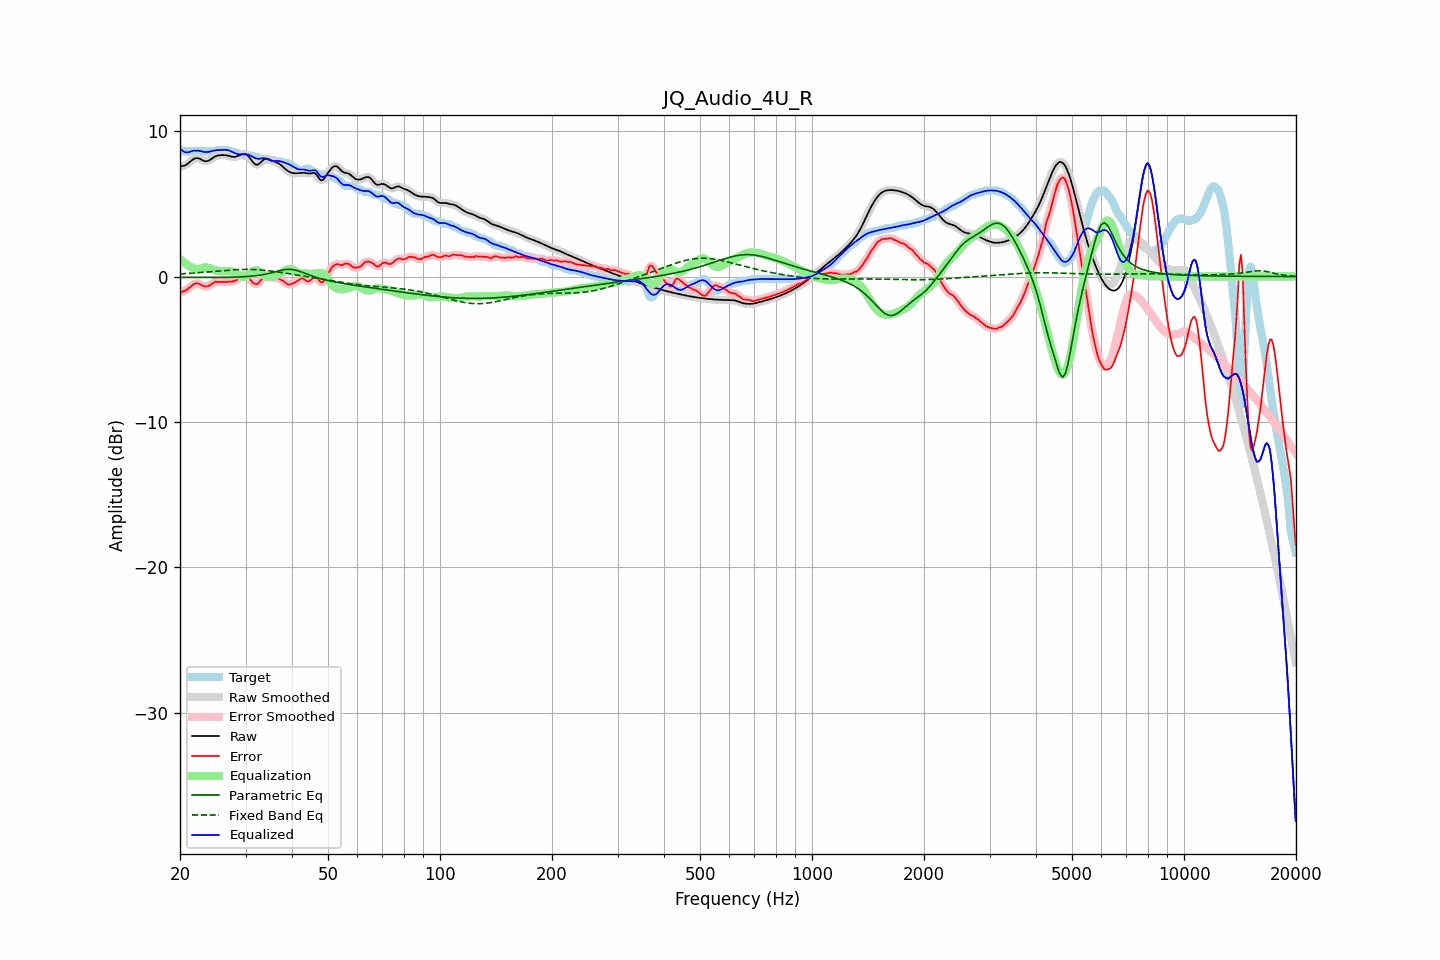 JQ_Audio_4U_R
Amplitude (dBr)
10
0
−10
−20
−30
Target
Raw Smoothed
Error Smoothed
Raw
Error
Equalization
Parametric Eq
Fixed Band Eq
Equalized
20 50 100 200 500 1000 2000 5000 10000 20000
Frequency (Hz)